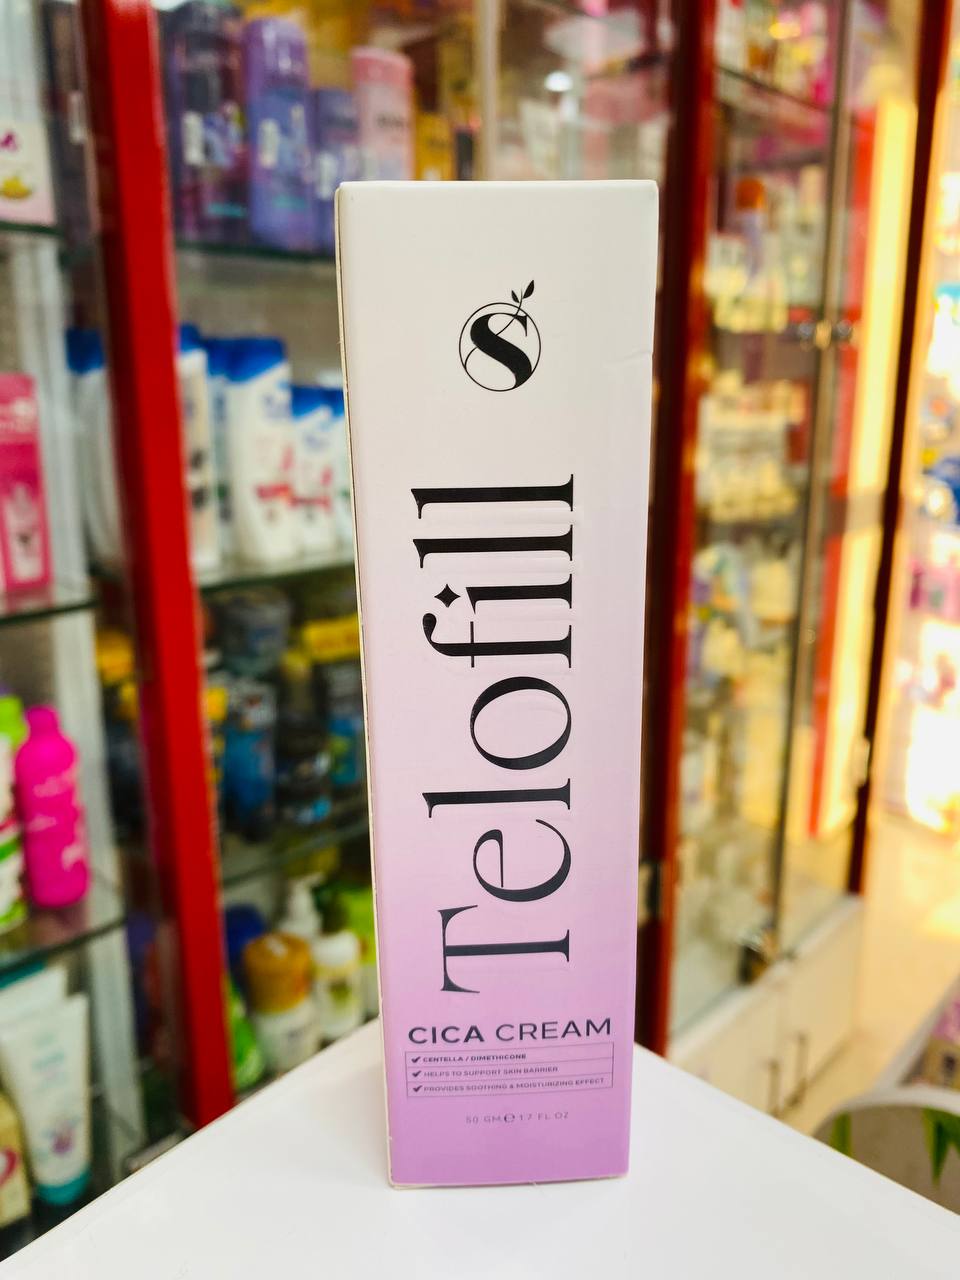 S
Telofill
CICA CREAM
CENTELLA / DIMETHICONE
HELPS TO SUPPORT SKIN BARRIER
PROVIDES SOOTHING & MOISTURIZING EFFECT
50 GM ℮ 1.7 FL OZ